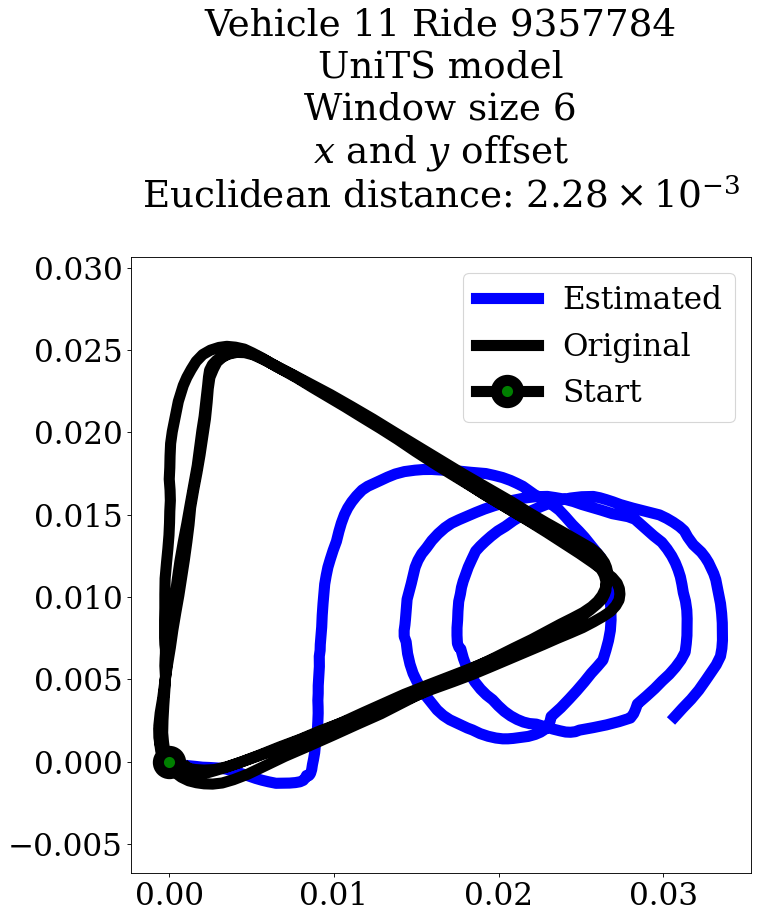 Vehicle 11 Ride 9357784
UniTS model
Window size 6
x and y offset
Euclidean distance: 2.28 × 10⁻³
0.030
0.025
0.020
0.015
0.010
0.005
0.000
−0.005
Estimated
Original
Start
0.00 0.01 0.02 0.03